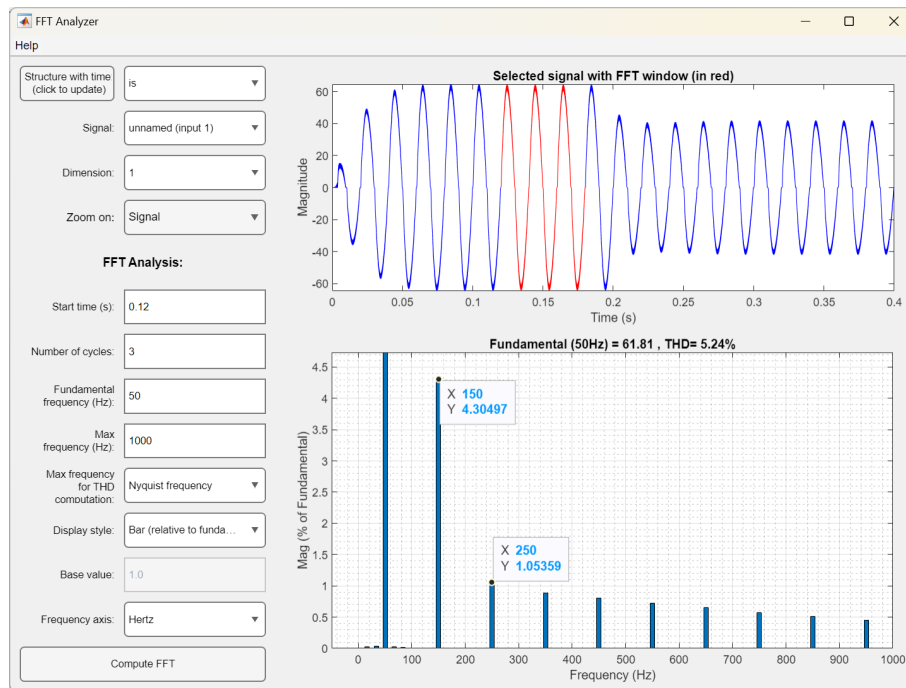 FFT Analyzer
Help
Structure with time
(click to update)
is
Signal:
unnamed (input 1)
Dimension:
1
Zoom on:
Signal
FFT Analysis:
Start time (s):
0.12
Number of cycles:
3
Fundamental
frequency (Hz):
50
Max
frequency (Hz):
1000
Max frequency
for THD
computation:
Nyquist frequency
Display style:
Bar (relative to funda...
Base value:
1.0
Frequency axis:
Hertz
Compute FFT
Selected signal with FFT window (in red)
Magnitude
60
40
20
0
-20
-40
-60
0 0.05 0.1 0.15 0.2 0.25 0.3 0.35 0.4
Time (s)
Fundamental (50Hz) = 61.81 , THD= 5.24%
Mag (% of Fundamental)
4.5
4
3.5
3
2.5
2
1.5
1
0.5
0
X 150
Y 4.30497
X 250
Y 1.05359
0 100 200 300 400 500 600 700 800 900 1000
Frequency (Hz)